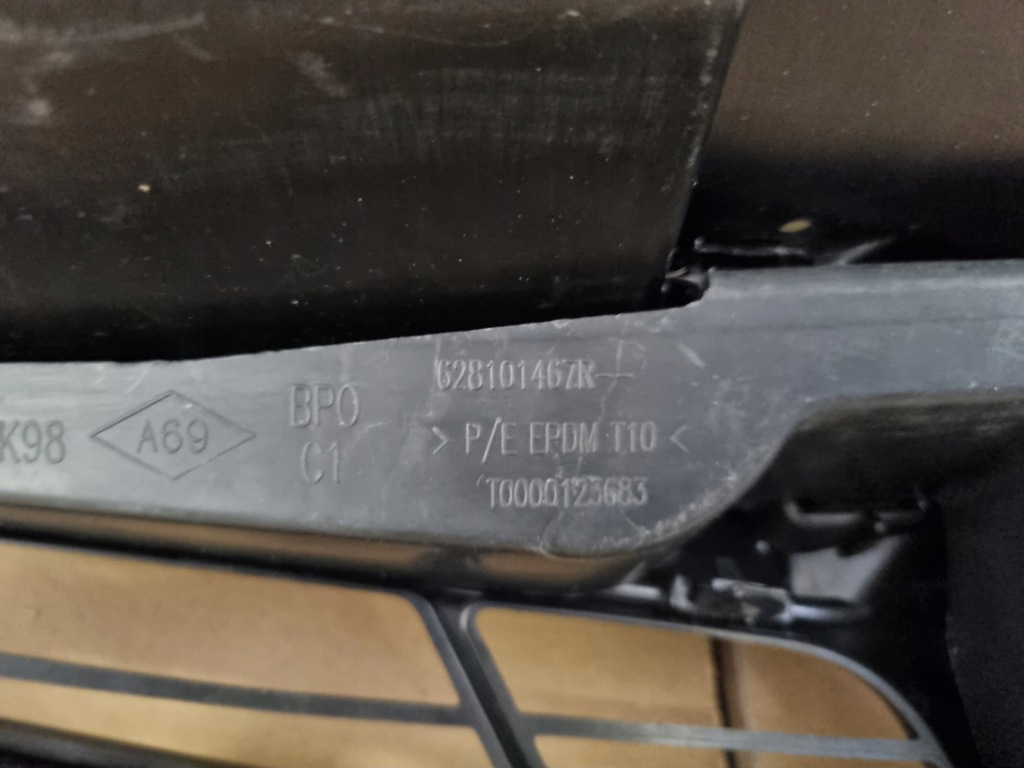 628101467R
K98
A69
BPO
C1
> P/E EPDM T10 <
T0000123683